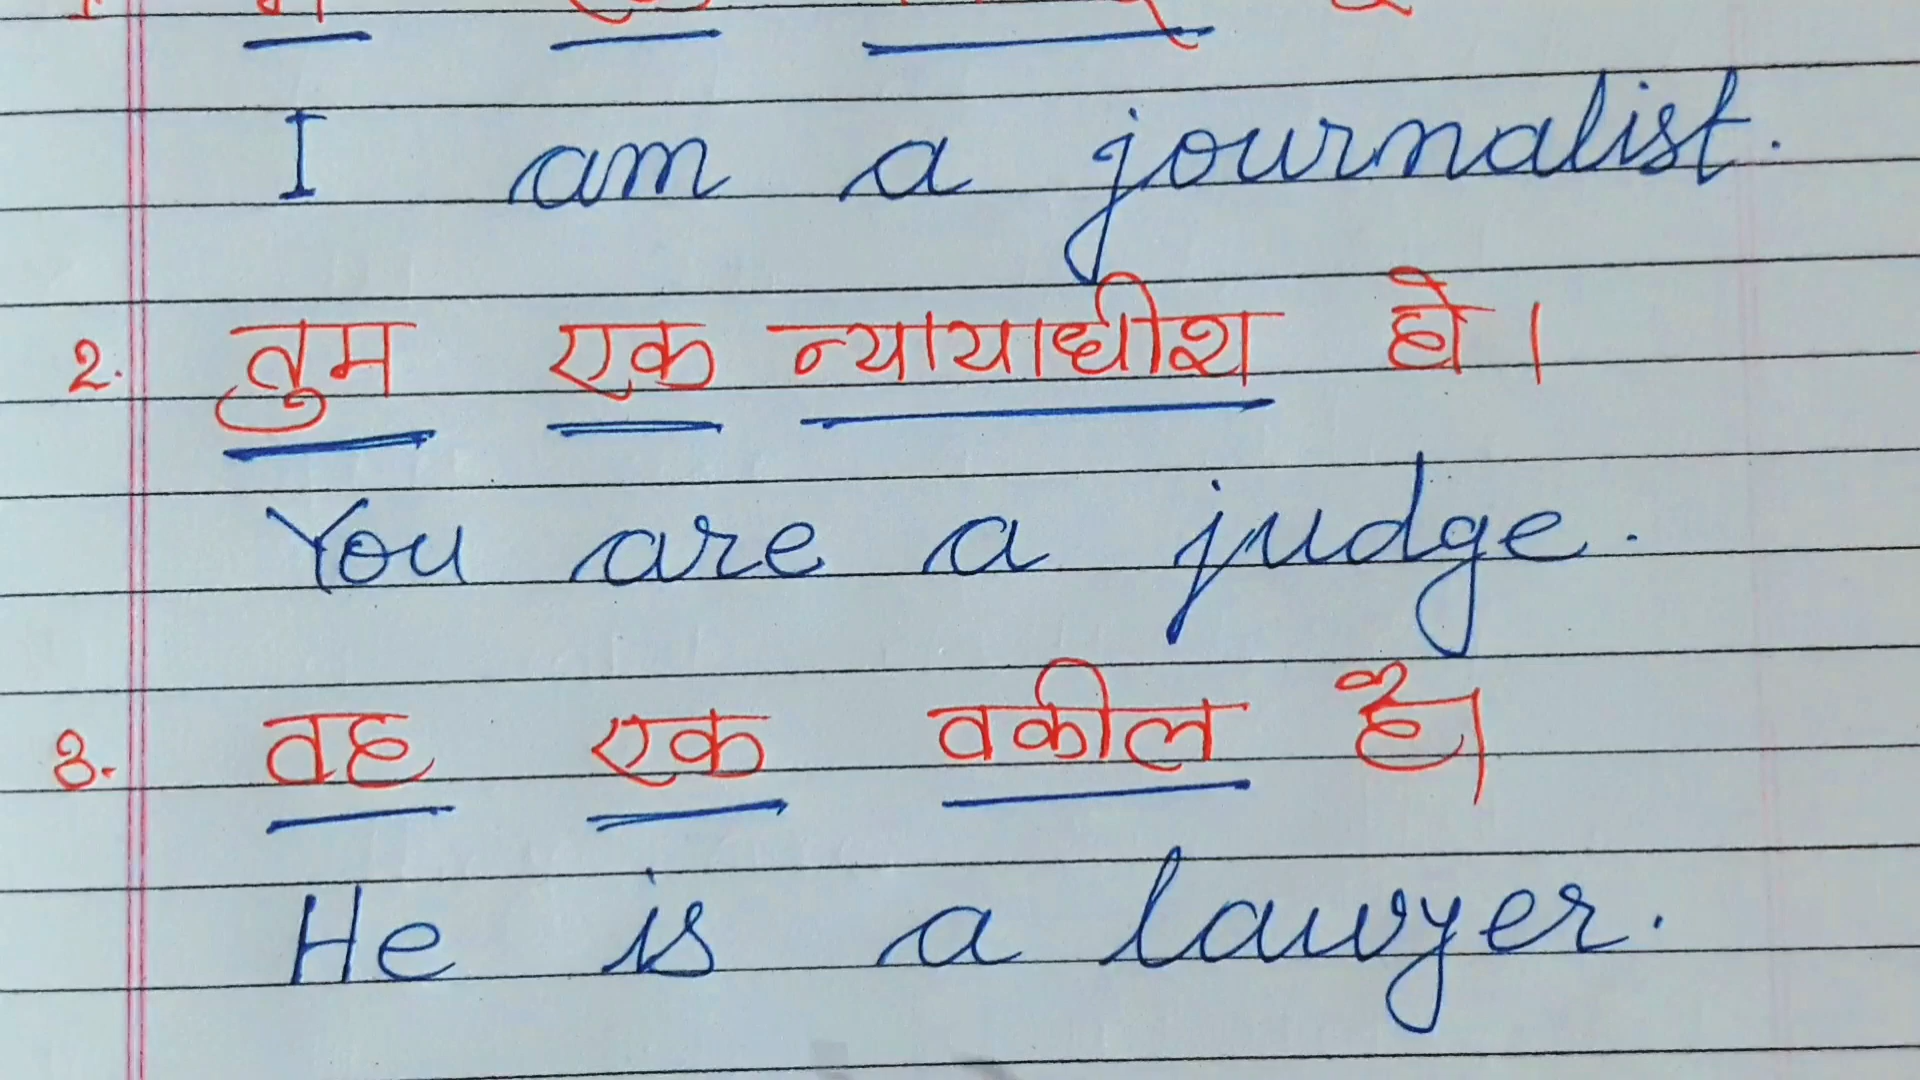 I am a journalist.
2. तुम एक न्यायाधीश हो।
You are a judge.
3. वह एक वकील है।
He is a lawyer.